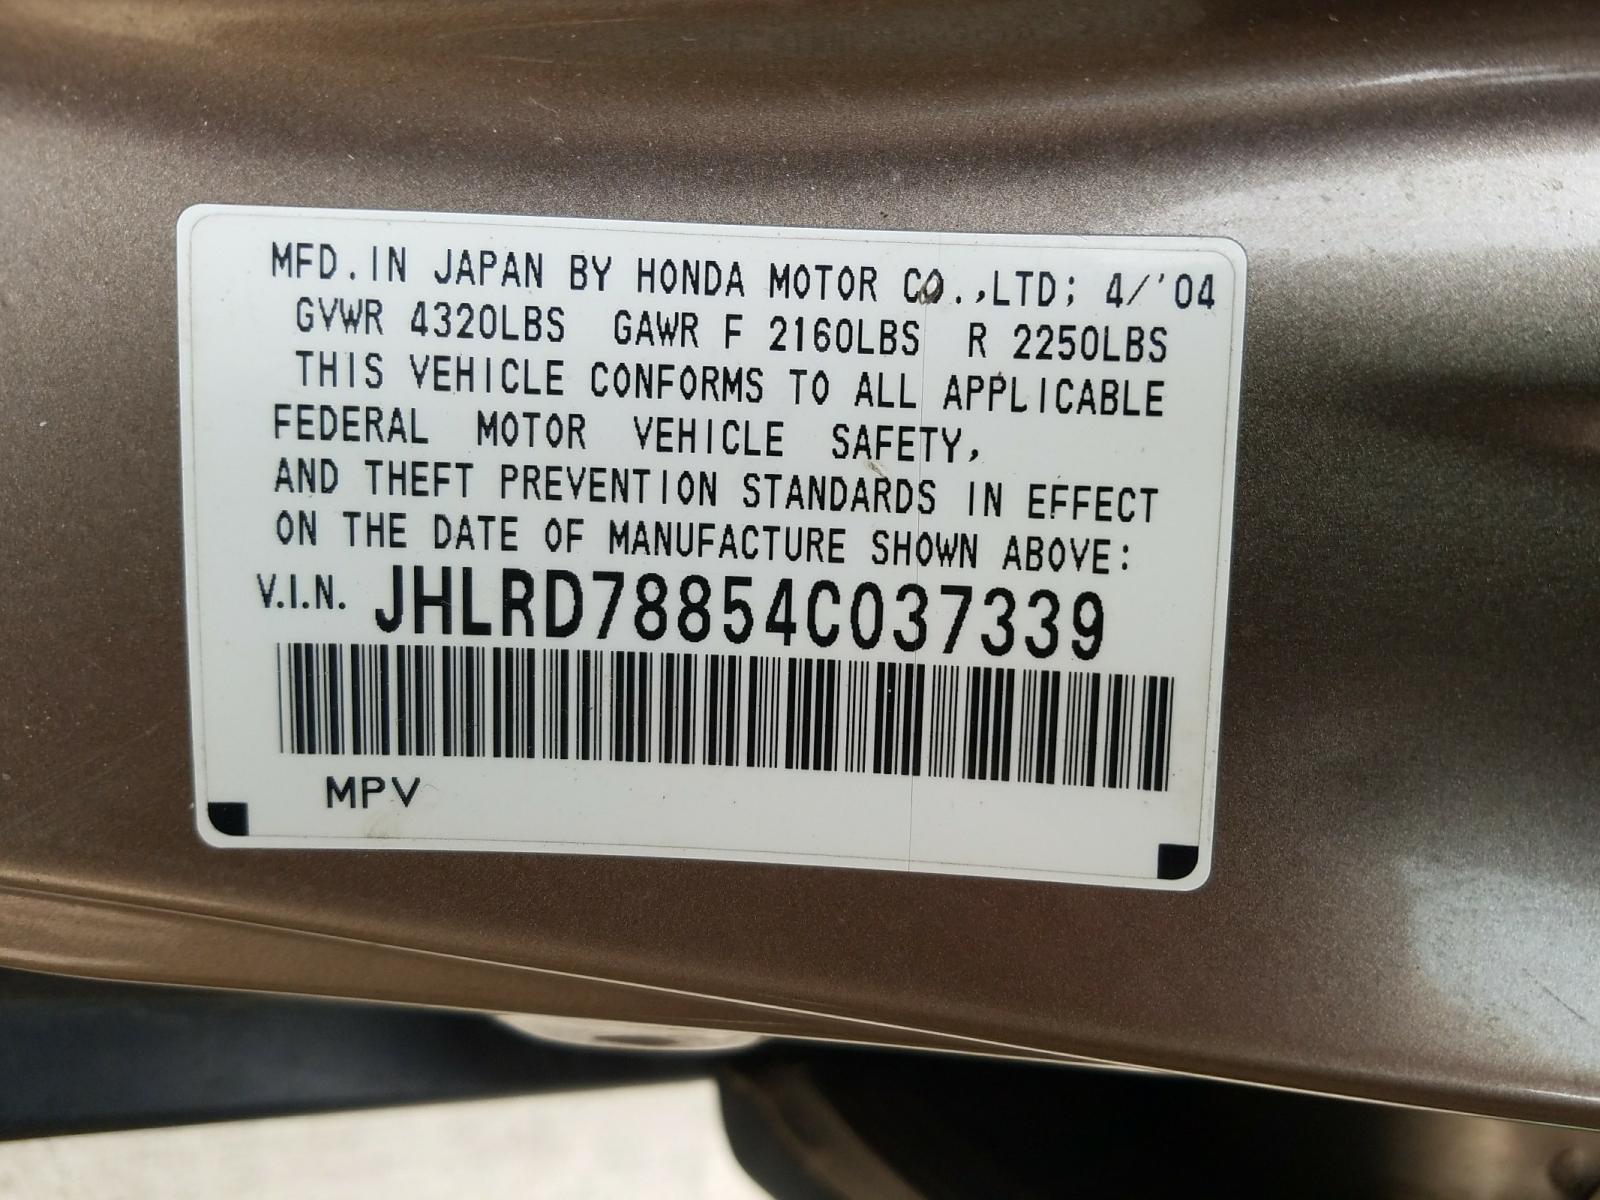 MFD.IN JAPAN BY HONDA MOTOR CO.,LTD; 4/'04
GVWR 4320LBS GAWR F 2160LBS R 2250LBS
THIS VEHICLE CONFORMS TO ALL APPLICABLE
FEDERAL MOTOR VEHICLE SAFETY,
AND THEFT PREVENTION STANDARDS IN EFFECT
ON THE DATE OF MANUFACTURE SHOWN ABOVE:
V.I.N. JHLRD78854C037339
MPV